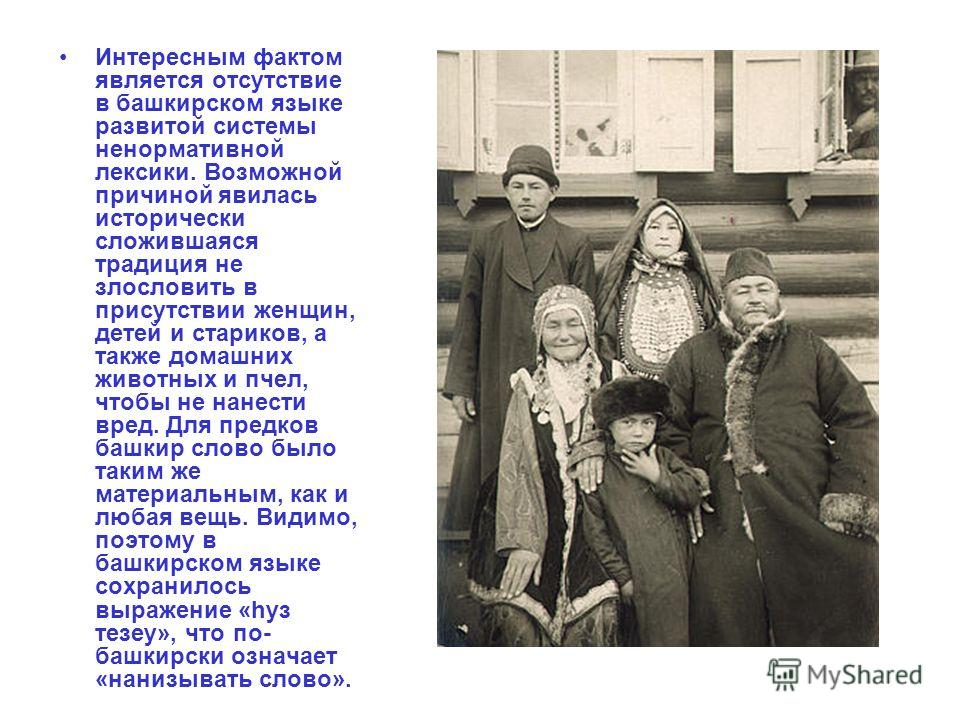 • Интересным фактом
является отсутствие
в башкирском языке
развитой системы
ненормативной
лексики. Возможной
причиной явилась
исторически
сложившаяся
традиция не
злословить в
присутствии женщин,
детей и стариков, а
также домашних
животных и пчел,
чтобы не нанести
вред. Для предков
башкир слово было
таким же
материальным, как и
любая вещь. Видимо,
поэтому в
башкирском языке
сохранилось
выражение «hуз
тезеу», что по-
башкирски означает
«нанизывать слово».
MyShared